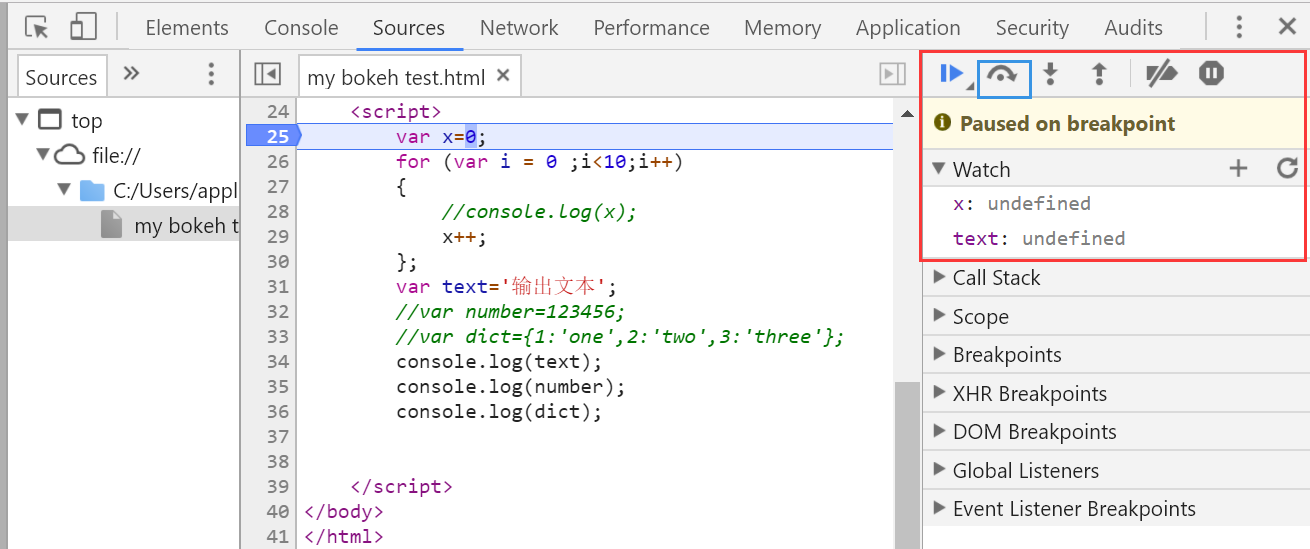 Elements Console Sources Network Performance Memory Application Security Audits
Sources
top
file://
C:/Users/appl
my bokeh t
my bokeh test.html
24 <script>
25 var x=0;
26 for (var i = 0 ;i<10;i++)
27 {
28 //console.log(x);
29 x++;
30 };
31 var text='输出文本';
32 //var number=123456;
33 //var dict={1:'one',2:'two',3:'three'};
34 console.log(text);
35 console.log(number);
36 console.log(dict);
37
38
39 </script>
40 </body>
41 </html>
Paused on breakpoint
Watch
x: undefined
text: undefined
Call Stack
Scope
Breakpoints
XHR Breakpoints
DOM Breakpoints
Global Listeners
Event Listener Breakpoints